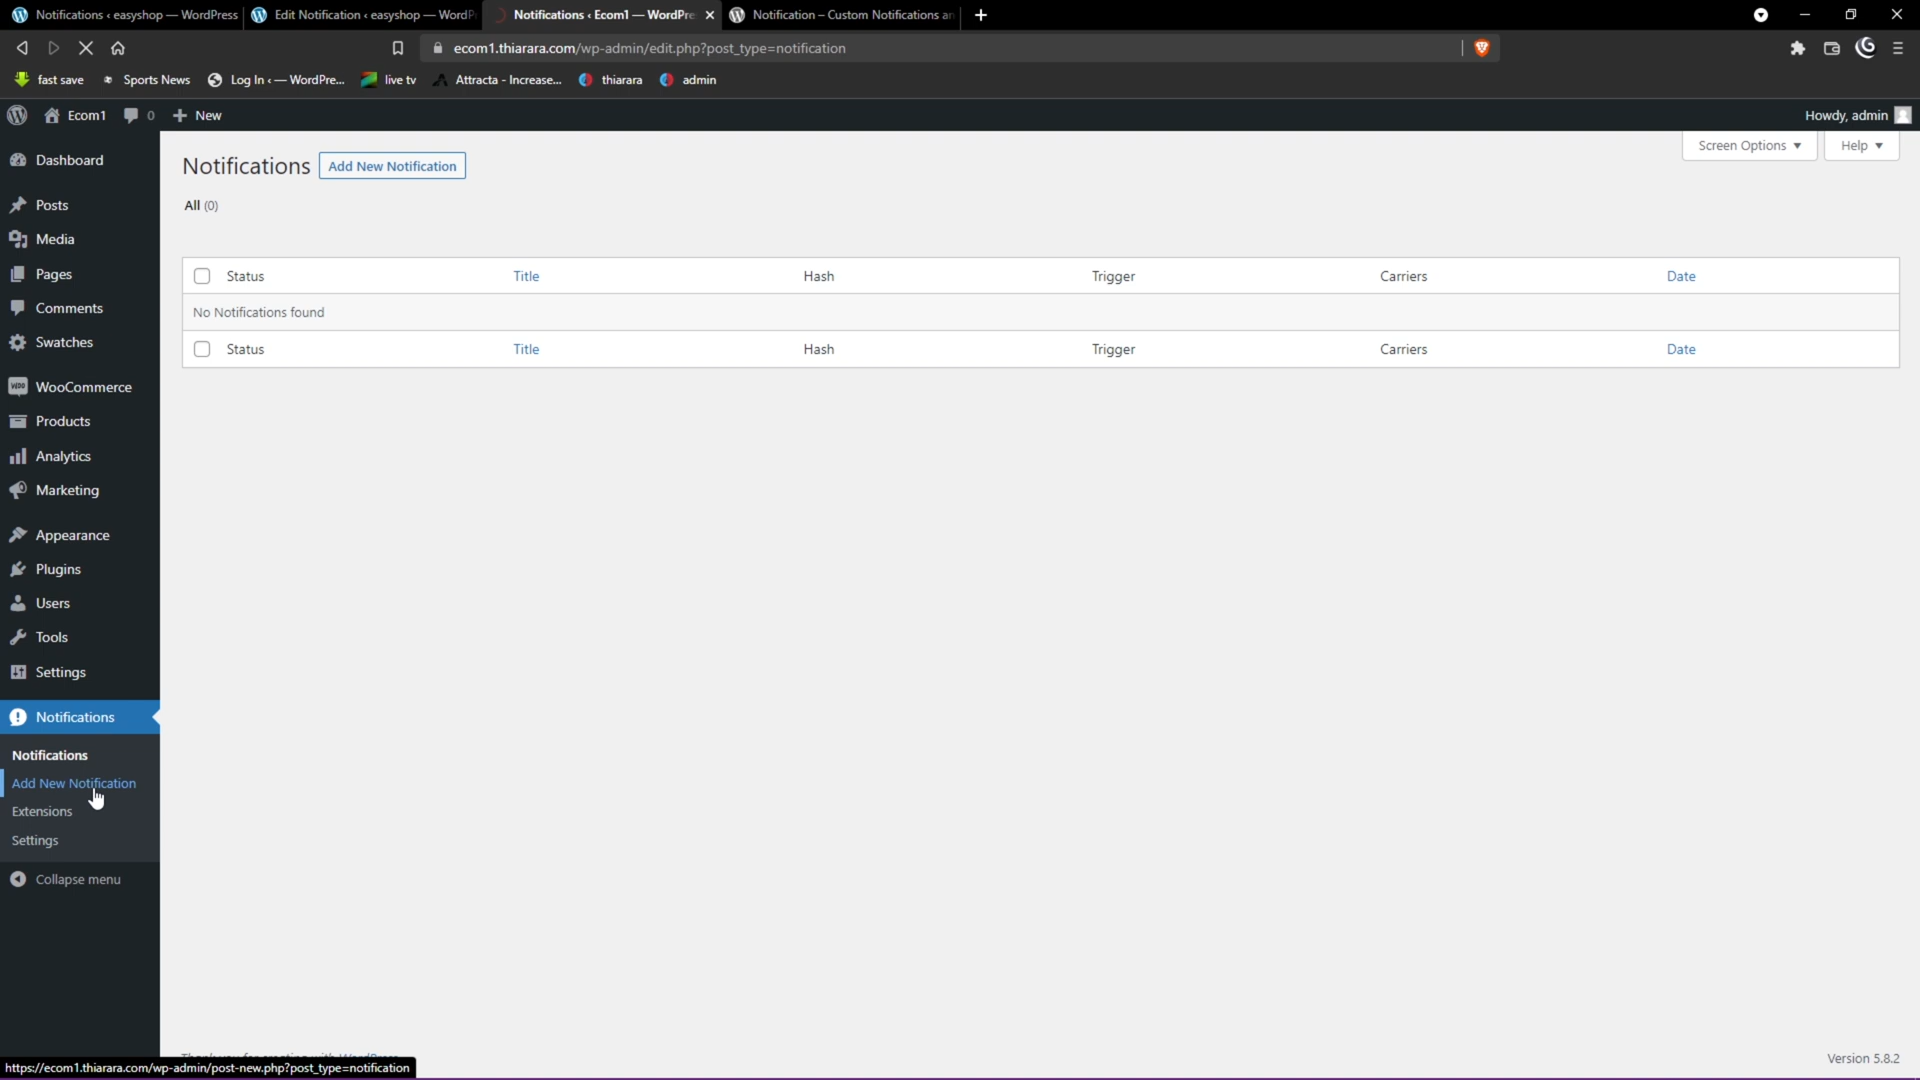 Notifications ‹ easyshop — WordPress
Edit Notification ‹ easyshop — WordP
Notifications ‹ Ecom1 — WordPre
Notification – Custom Notifications an
ecom1.thiarara.com/wp-admin/edit.php?post_type=notification
fast save
Sports News
Log In ‹ — WordPre...
live tv
Attracta - Increase...
thiarara
admin
Ecom1
0
New
Howdy, admin
Dashboard
Posts
Media
Pages
Comments
Swatches
WooCommerce
Products
Analytics
Marketing
Appearance
Plugins
Users
Tools
Settings
Notifications
Notifications
Add New Notification
Extensions
Settings
Collapse menu
Notifications
Add New Notification
Screen Options
Help
All (0)
Status Title Hash Trigger Carriers Date
No Notifications found
Status Title Hash Trigger Carriers Date
Version 5.8.2
https://ecom1.thiarara.com/wp-admin/post-new.php?post_type=notification